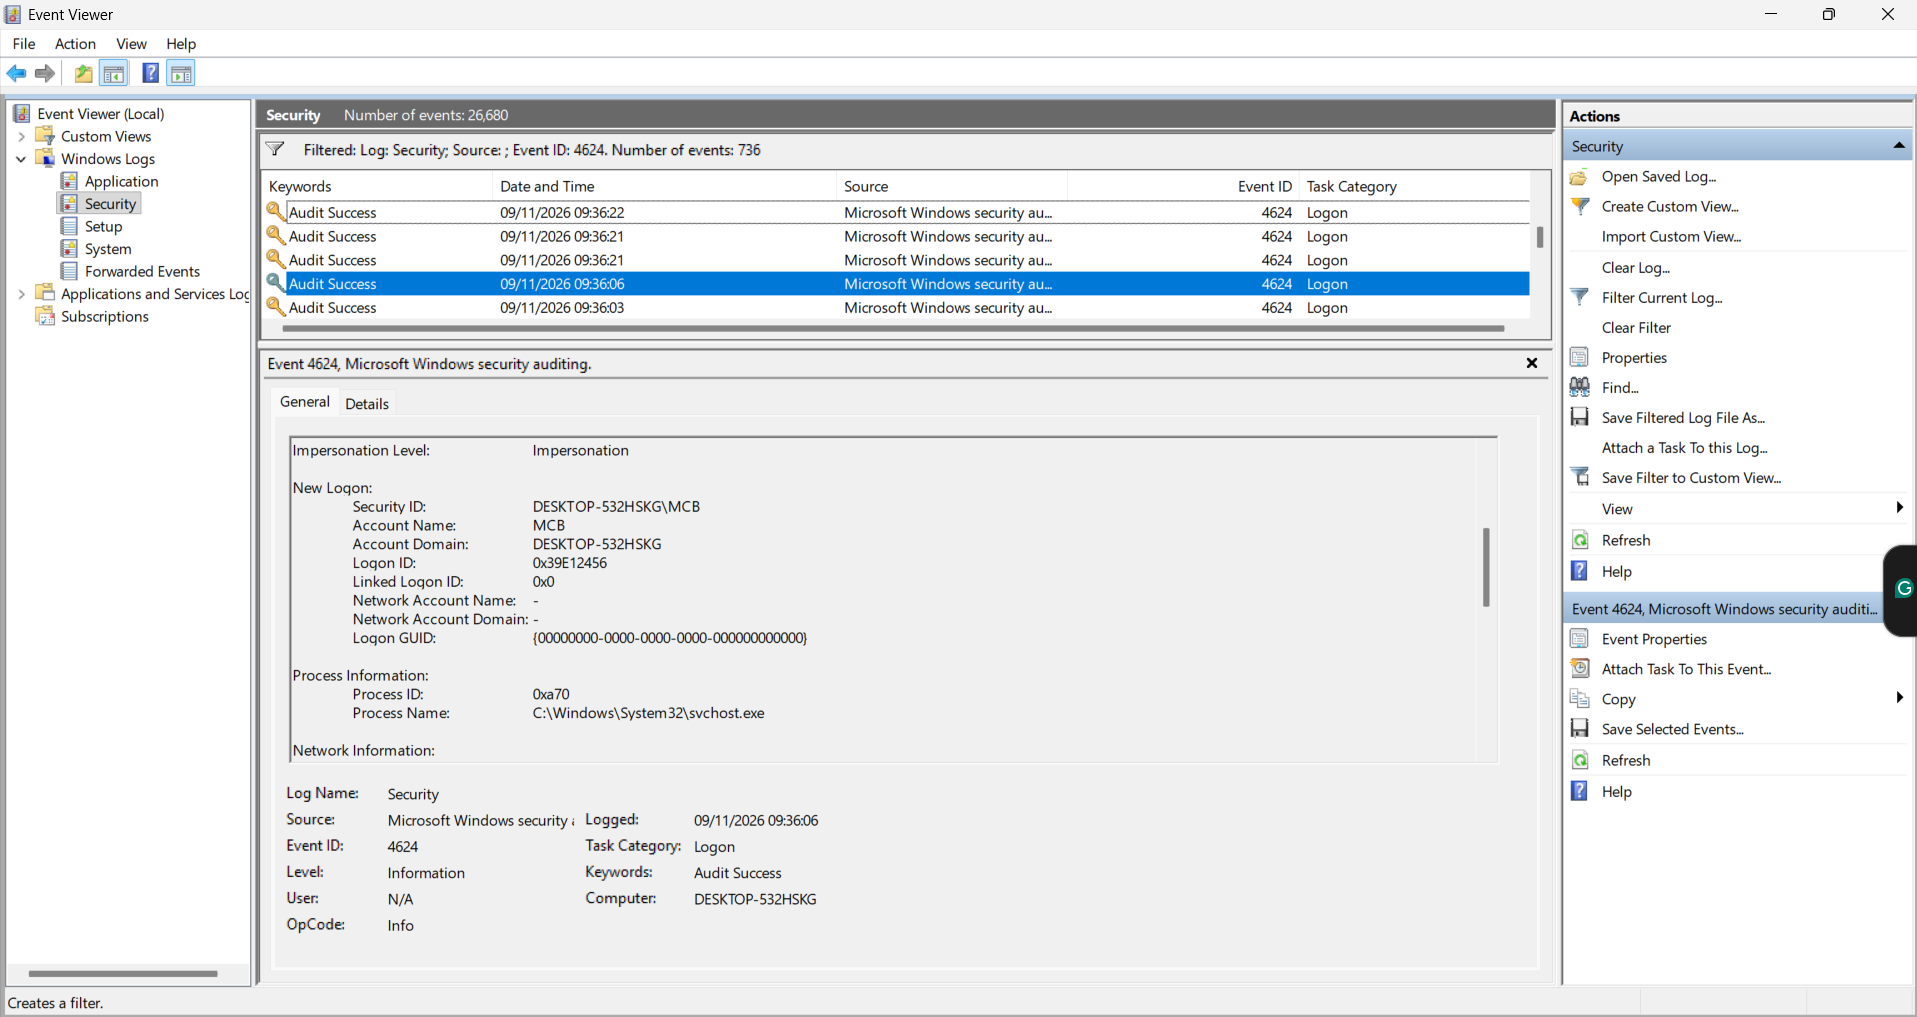 Event Viewer
File Action View Help
Event Viewer (Local)
Custom Views
Windows Logs
Application
Security
Setup
System
Forwarded Events
Applications and Services Log
Subscriptions
Security Number of events: 26,680
Filtered: Log: Security; Source: ; Event ID: 4624. Number of events: 736
Keywords Date and Time Source Event ID Task Category
Audit Success 09/11/2026 09:36:22 Microsoft Windows security au... 4624 Logon
Audit Success 09/11/2026 09:36:21 Microsoft Windows security au... 4624 Logon
Audit Success 09/11/2026 09:36:21 Microsoft Windows security au... 4624 Logon
Audit Success 09/11/2026 09:36:06 Microsoft Windows security au... 4624 Logon
Audit Success 09/11/2026 09:36:03 Microsoft Windows security au... 4624 Logon
Event 4624, Microsoft Windows security auditing.
General Details
Impersonation Level: Impersonation
New Logon:
Security ID: DESKTOP-532HSKG\MCB
Account Name: MCB
Account Domain: DESKTOP-532HSKG
Logon ID: 0x39E12456
Linked Logon ID: 0x0
Network Account Name: -
Network Account Domain: -
Logon GUID: {00000000-0000-0000-0000-000000000000}
Process Information:
Process ID: 0xa70
Process Name: C:\Windows\System32\svchost.exe
Network Information:
Log Name: Security
Source: Microsoft Windows security Logged: 09/11/2026 09:36:06
Event ID: 4624 Task Category: Logon
Level: Information Keywords: Audit Success
User: N/A Computer: DESKTOP-532HSKG
OpCode: Info
Actions
Security
Open Saved Log...
Create Custom View...
Import Custom View...
Clear Log...
Filter Current Log...
Clear Filter
Properties
Find...
Save Filtered Log File As...
Attach a Task To this Log...
Save Filter to Custom View...
View
Refresh
Help
Event 4624, Microsoft Windows security auditi...
Event Properties
Attach Task To This Event...
Copy
Save Selected Events...
Refresh
Help
Creates a filter.